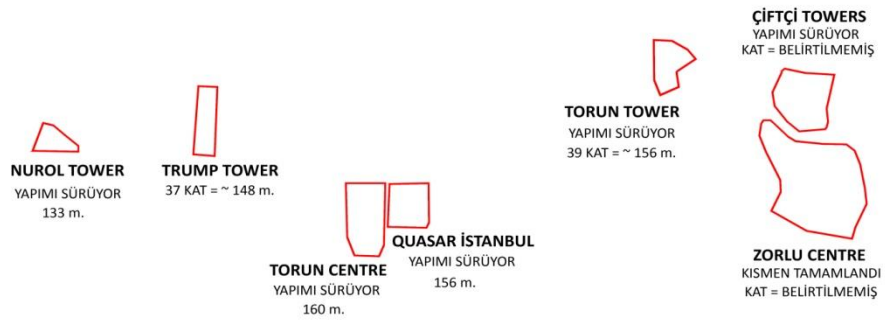 ÇİFTÇİ TOWERS
YAPIMI SÜRÜYOR
KAT = BELİRTİLMEMİŞ
TORUN TOWER
YAPIMI SÜRÜYOR
39 KAT = ~ 156 m.
NUROL TOWER
YAPIMI SÜRÜYOR
133 m.
TRUMP TOWER
37 KAT = ~ 148 m.
QUASAR İSTANBUL
YAPIMI SÜRÜYOR
156 m.
TORUN CENTRE
YAPIMI SÜRÜYOR
160 m.
ZORLU CENTRE
KISMEN TAMAMLANDI
KAT = BELİRTİLMEMİŞ